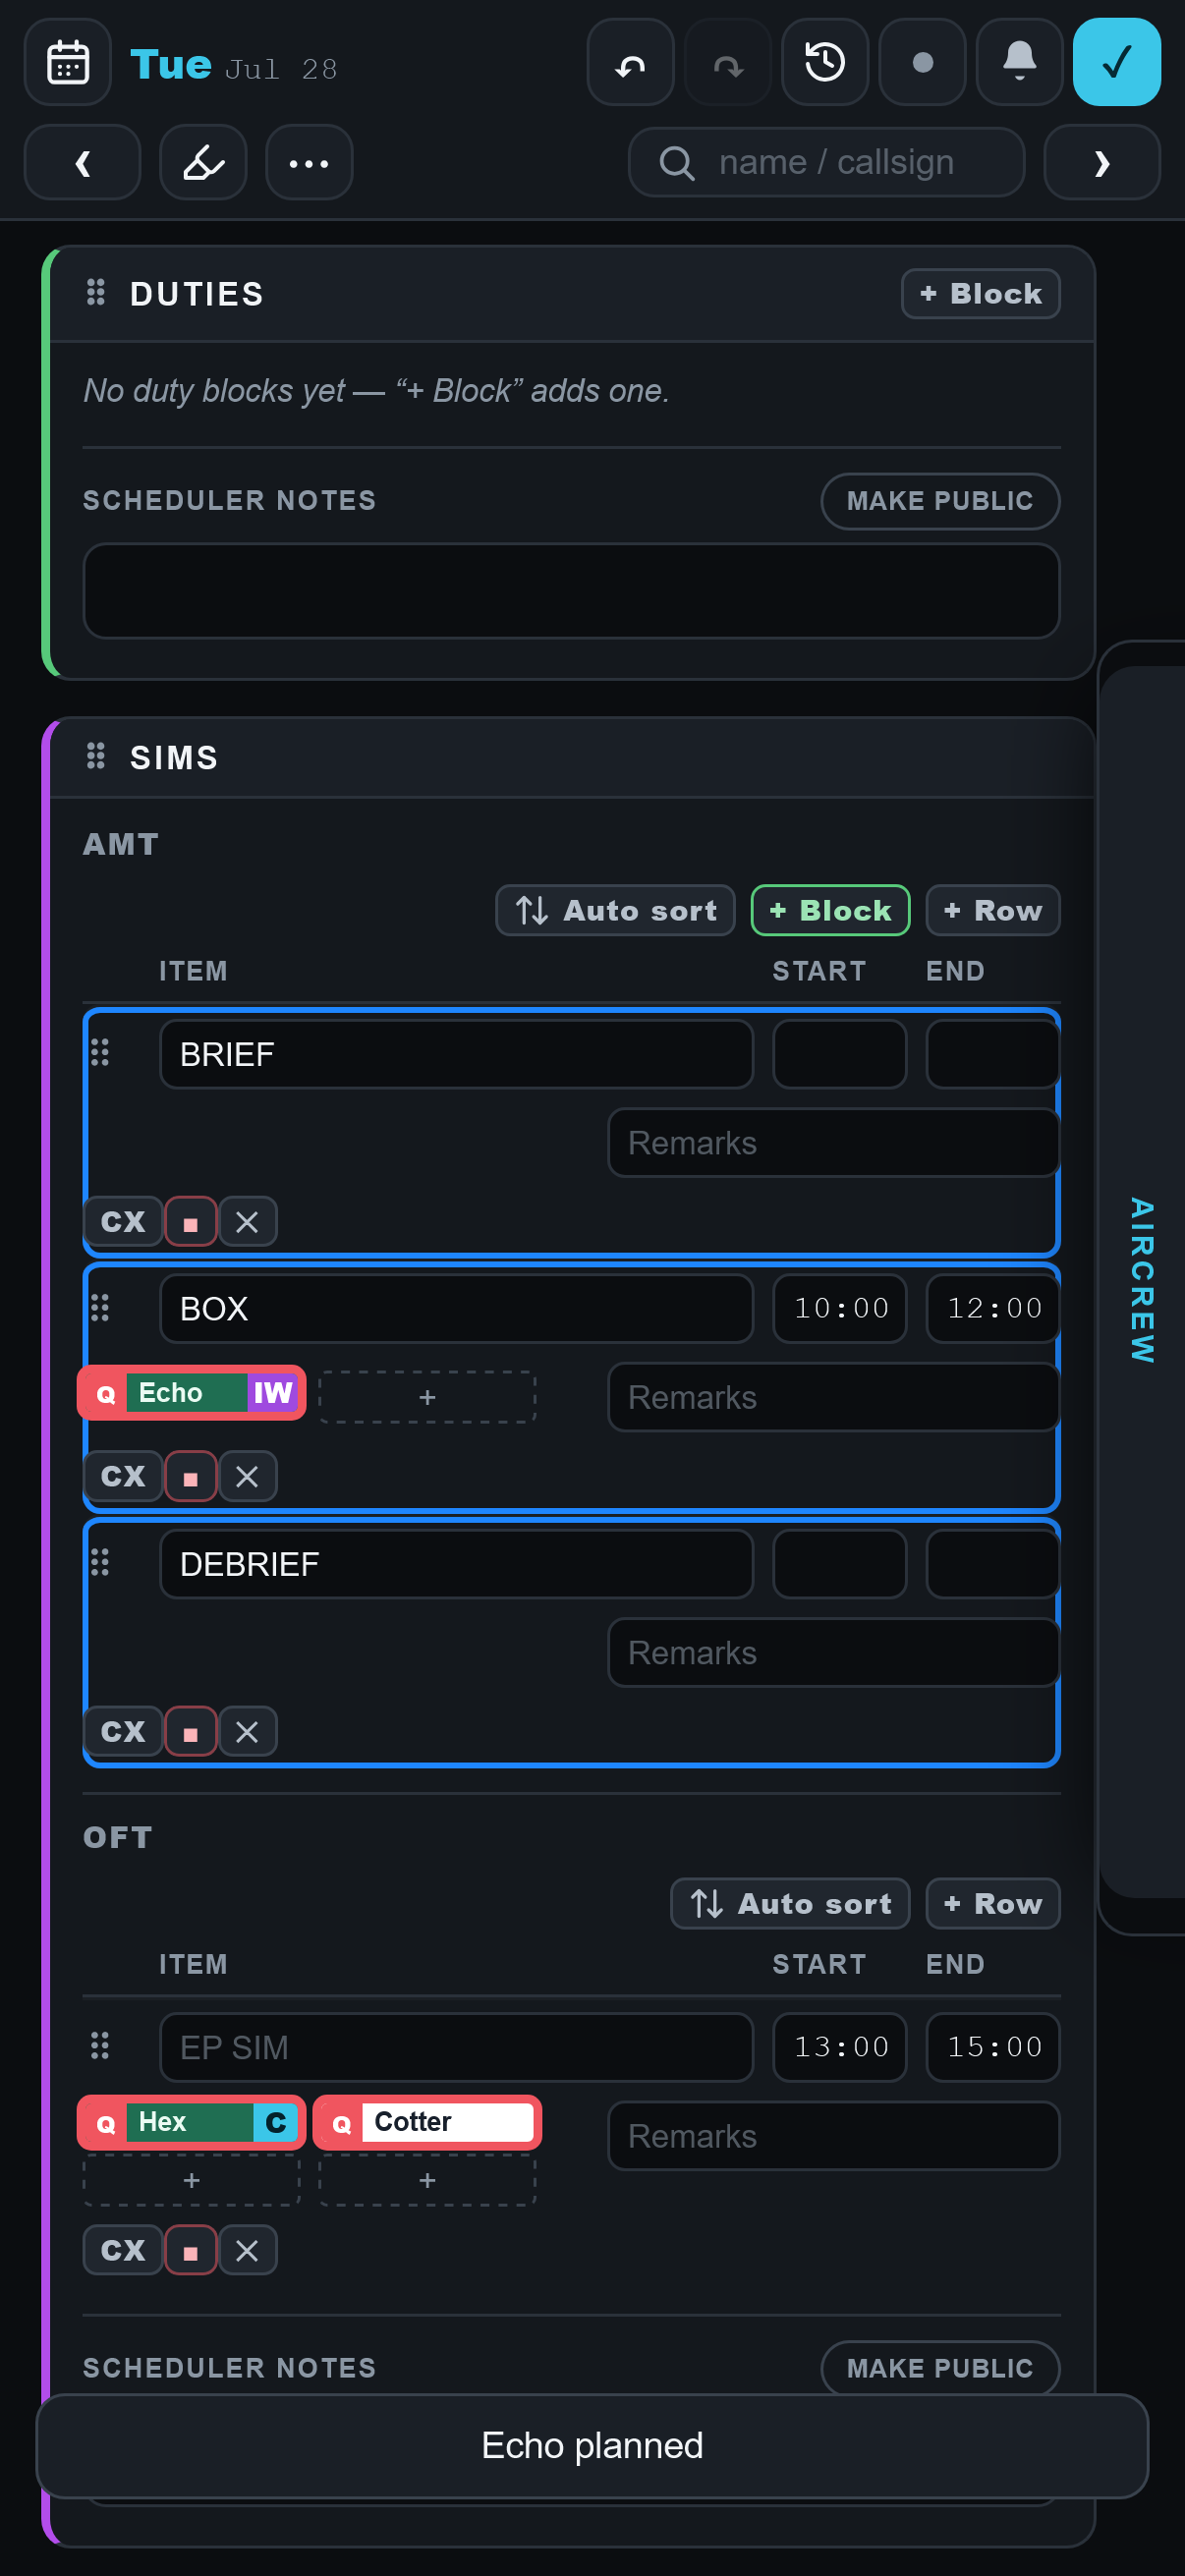 Tue Jul 28
name / callsign
DUTIES
+ Block
No duty blocks yet — “+ Block” adds one.
SCHEDULER NOTES
MAKE PUBLIC
SIMS
AMT
Auto sort
+ Block
+ Row
ITEM START END
BRIEF
Remarks
CX
BOX 10:00 12:00
Q Echo IW + Remarks
CX
DEBRIEF
Remarks
CX
OFT
Auto sort
+ Row
ITEM START END
EP SIM 13:00 15:00
Q Hex C Q Cotter Remarks
+ +
CX
SCHEDULER NOTES
MAKE PUBLIC
Echo planned
AIRCREW